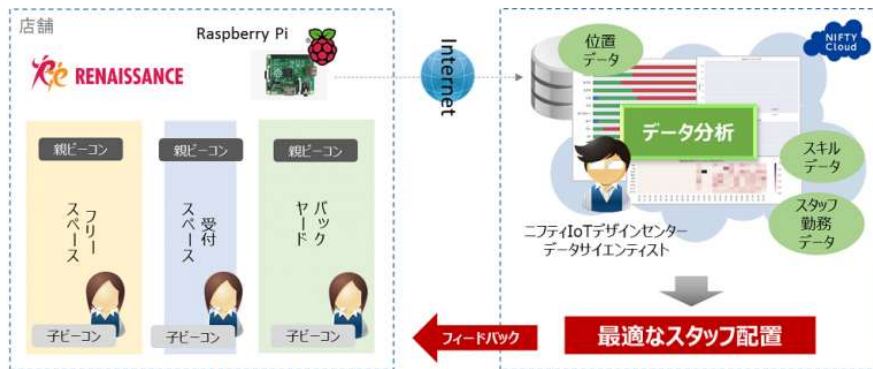 店舗
RENAISSANCE
Raspberry Pi
親ビーコン
親ビーコン
親ビーコン
フリー
スペース
受付
スペース
バック
ヤード
子ビーコン
子ビーコン
子ビーコン
Internet
NIFTY
Cloud
位置
データ
データ分析
スキル
データ
スタッフ
勤務
データ
ニフティIoTデザインセンター
データサイエンティスト
フィードバック
最適なスタッフ配置